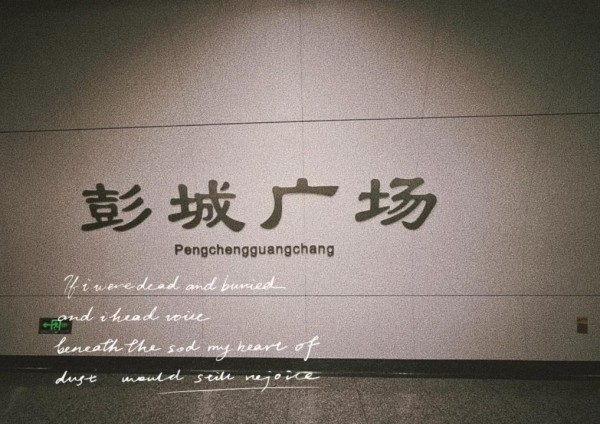 彭城广场
Pengchengguangchang
If i were dead and buried
and i head voice
beneath the sod my heart of
dust would still rejoice